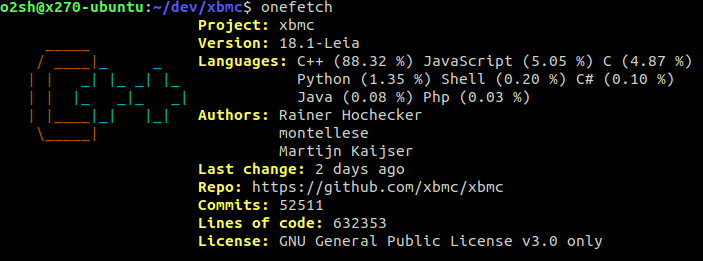 o2sh@x270-ubuntu:~/dev/xbmc$ onefetch
Project: xbmc
Version: 18.1-Leia
Languages: C++ (88.32 %) JavaScript (5.05 %) C (4.87 %)
Python (1.35 %) Shell (0.20 %) C# (0.10 %)
Java (0.08 %) Php (0.03 %)
Authors: Rainer Hochecker
montellese
Martijn Kaijser
Last change: 2 days ago
Repo: https://github.com/xbmc/xbmc
Commits: 52511
Lines of code: 632353
License: GNU General Public License v3.0 only